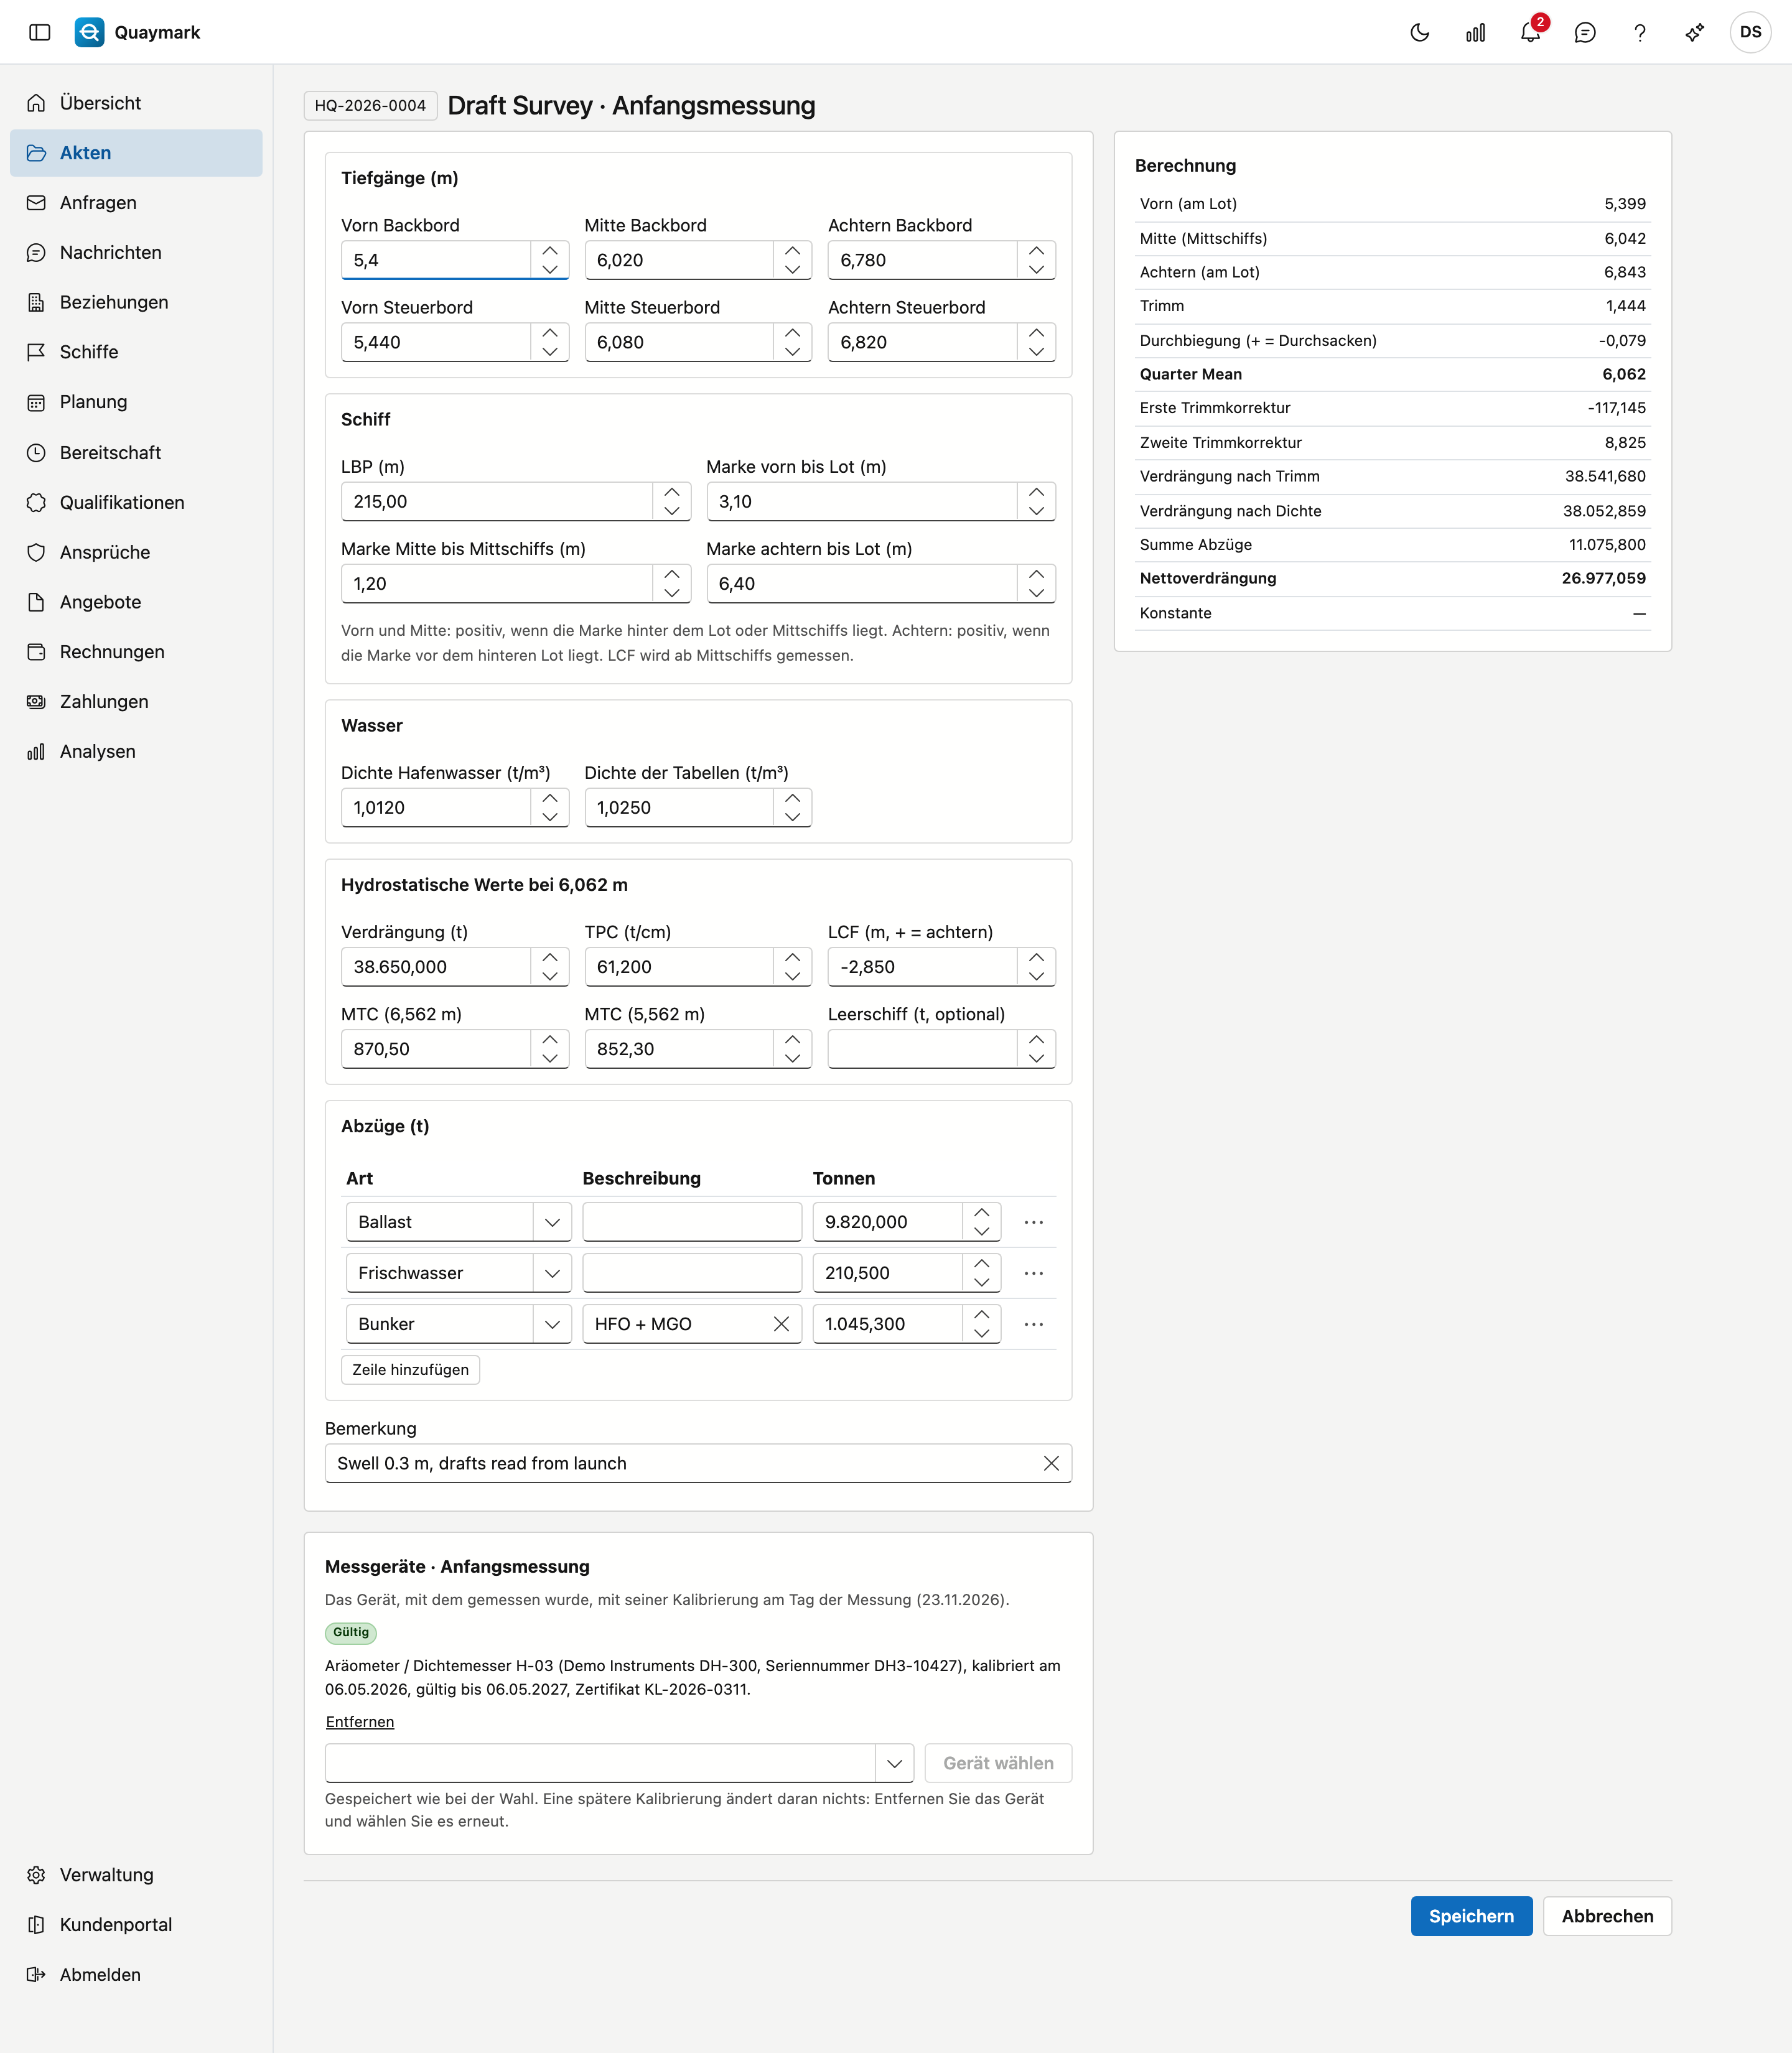 Quaymark
2
DS
Übersicht
Akten
Anfragen
Nachrichten
Beziehungen
Schiffe
Planung
Bereitschaft
Qualifikationen
Ansprüche
Angebote
Rechnungen
Zahlungen
Analysen
Verwaltung
Kundenportal
Abmelden
HQ-2026-0004 Draft Survey · Anfangsmessung
Tiefgänge (m)
Vorn Backbord Mitte Backbord Achtern Backbord
5,4 6,020 6,780
Vorn Steuerbord Mitte Steuerbord Achtern Steuerbord
5,440 6,080 6,820
Schiff
LBP (m) Marke vorn bis Lot (m)
215,00 3,10
Marke Mitte bis Mittschiffs (m) Marke achtern bis Lot (m)
1,20 6,40
Vorn und Mitte: positiv, wenn die Marke hinter dem Lot oder Mittschiffs liegt. Achtern: positiv, wenn
die Marke vor dem hinteren Lot liegt. LCF wird ab Mittschiffs gemessen.
Wasser
Dichte Hafenwasser (t/m³) Dichte der Tabellen (t/m³)
1,0120 1,0250
Hydrostatische Werte bei 6,062 m
Verdrängung (t) TPC (t/cm) LCF (m, + = achtern)
38.650,000 61,200 -2,850
MTC (6,562 m) MTC (5,562 m) Leerschiff (t, optional)
870,50 852,30
Abzüge (t)
Art Beschreibung Tonnen
Ballast 9.820,000
Frischwasser 210,500
Bunker HFO + MGO 1.045,300
Zeile hinzufügen
Bemerkung
Swell 0.3 m, drafts read from launch
Messgeräte · Anfangsmessung
Das Gerät, mit dem gemessen wurde, mit seiner Kalibrierung am Tag der Messung (23.11.2026).
Gültig
Aräometer / Dichtemesser H-03 (Demo Instruments DH-300, Seriennummer DH3-10427), kalibriert am
06.05.2026, gültig bis 06.05.2027, Zertifikat KL-2026-0311.
Entfernen
Gerät wählen
Gespeichert wie bei der Wahl. Eine spätere Kalibrierung ändert daran nichts: Entfernen Sie das Gerät
und wählen Sie es erneut.
Berechnung
Vorn (am Lot) 5,399
Mitte (Mittschiffs) 6,042
Achtern (am Lot) 6,843
Trimm 1,444
Durchbiegung (+ = Durchsacken) -0,079
Quarter Mean 6,062
Erste Trimmkorrektur -117,145
Zweite Trimmkorrektur 8,825
Verdrängung nach Trimm 38.541,680
Verdrängung nach Dichte 38.052,859
Summe Abzüge 11.075,800
Nettoverdrängung 26.977,059
Konstante —
Speichern Abbrechen